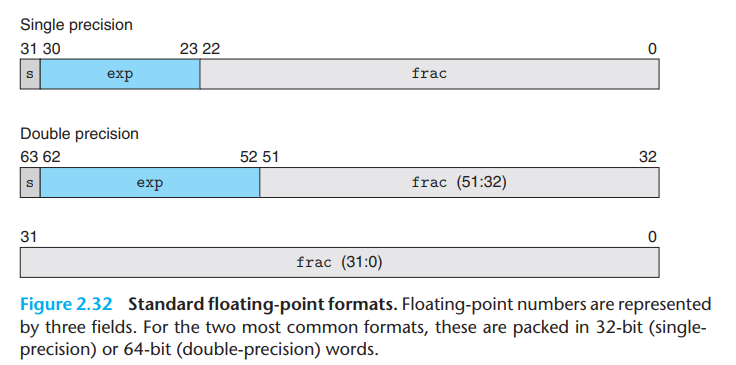 Single precision
31 30 23 22 0
s exp frac
Double precision
63 62 52 51 32
s exp frac (51:32)
31 0
frac (31:0)
Figure 2.32 Standard floating-point formats. Floating-point numbers are represented
by three fields. For the two most common formats, these are packed in 32-bit (single-
precision) or 64-bit (double-precision) words.